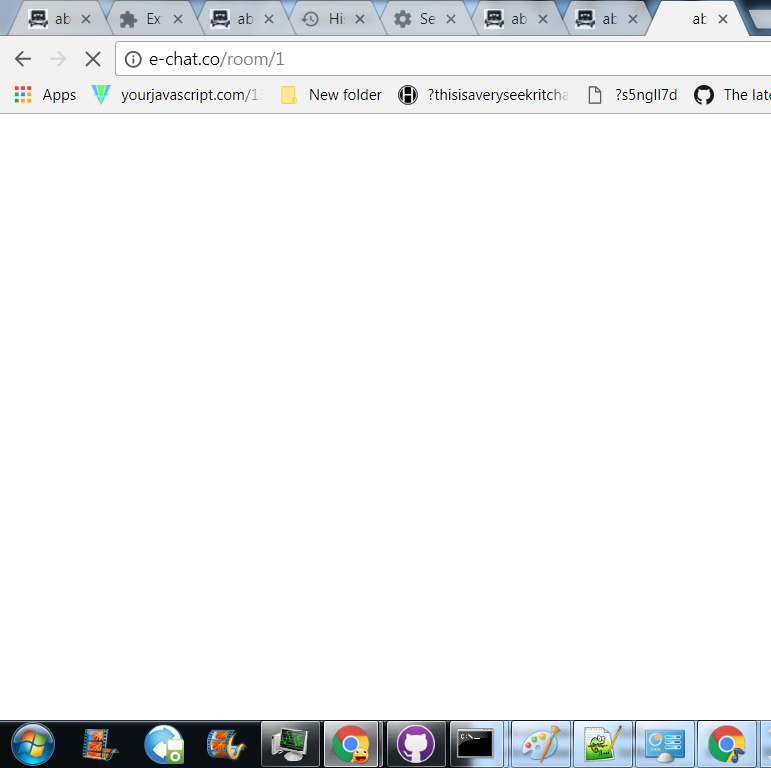 ab Ex ab Hi Se ab ab ab
e-chat.co/room/1
Apps yourjavascript.com/1 New folder ?thisisaveryseekritcha ?s5ngll7d The late
C:\